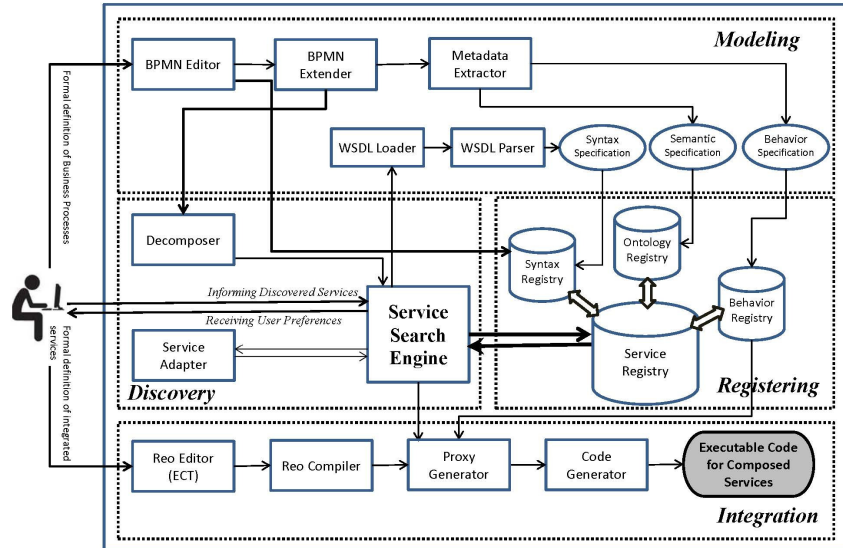 Modeling
BPMN Editor
BPMN
Extender
Metadata
Extractor
WSDL Loader
WSDL Parser
Syntax
Specification
Semantic
Specification
Behavior
Specification
Formal definition of Business Processes
Decomposer
Informing Discovered Services
Receiving User Preferences
Service
Search
Engine
Service
Adapter
Discovery
Syntax
Registry
Ontology
Registry
Behavior
Registry
Service
Registry
Registering
Formal definition of integrated
services
Reo Editor
(ECT)
Reo Compiler
Proxy
Generator
Code
Generator
Executable Code
for Composed
Services
Integration